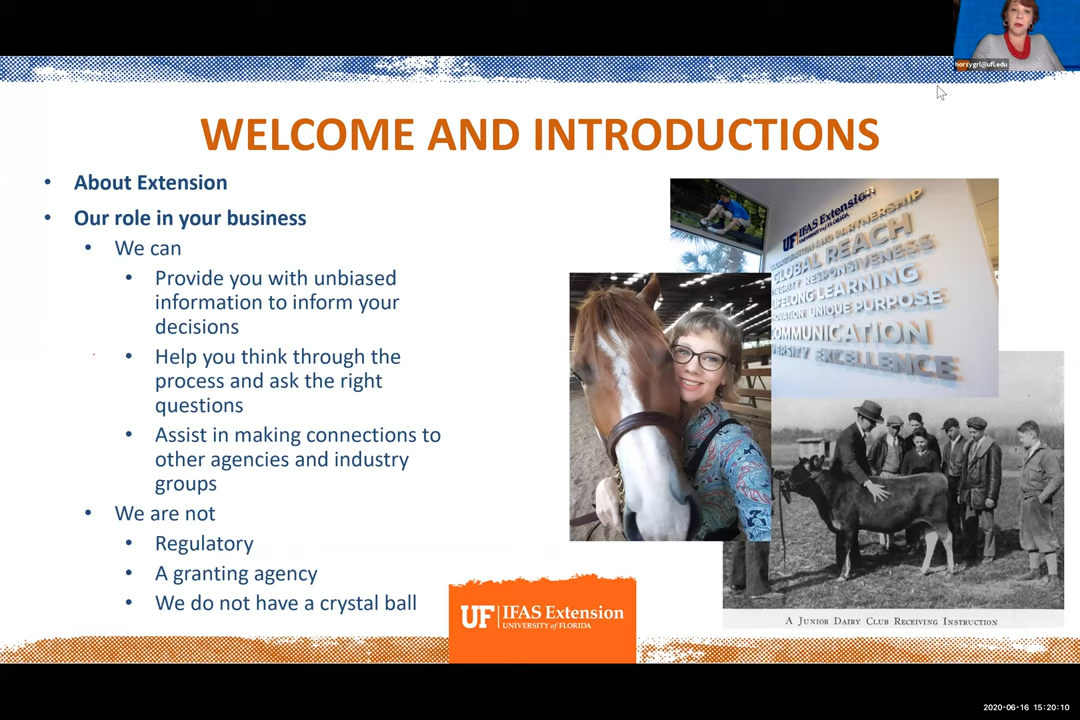 horsygrl@ufl.edu
WELCOME AND INTRODUCTIONS
• About Extension
• Our role in your business
• We can
• Provide you with unbiased
information to inform your
decisions
• Help you think through the
process and ask the right
questions
• Assist in making connections to
other agencies and industry
groups
• We are not
• Regulatory
• A granting agency
• We do not have a crystal ball
UF IFAS Extension
UNIVERSITY of FLORIDA
AND PARTNERSHIP
GLOBAL REACH
RESPONSIVENESS
LIFELONG LEARNING
UNIQUE PURPOSE
COMMUNICATION
EXCELLENCE
A JUNIOR DAIRY CLUB RECEIVING INSTRUCTION
UF IFAS Extension
UNIVERSITY of FLORIDA
2020-06-16 15:20:10